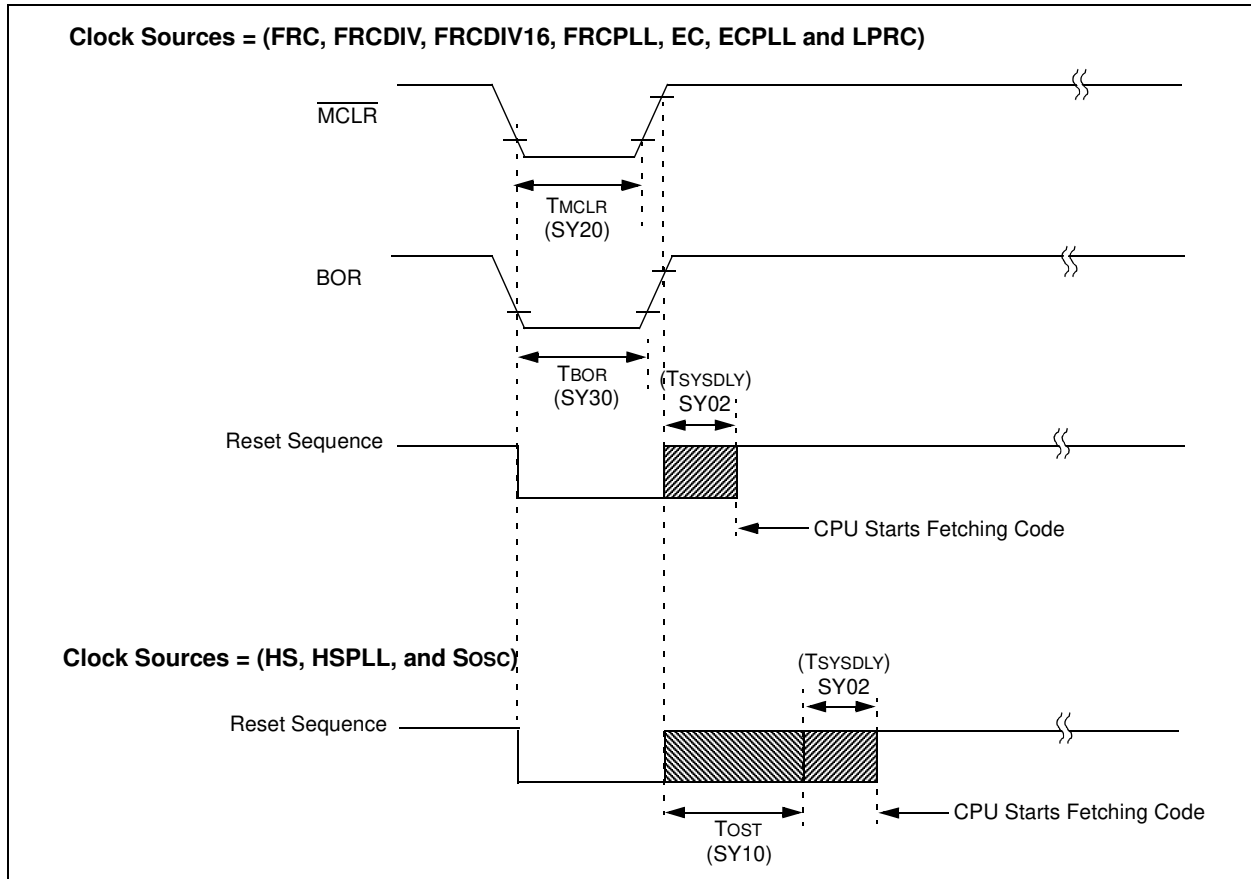 Clock Sources = (FRC, FRCDIV, FRCDIV16, FRCPLL, EC, ECPLL and LPRC)
MCLR
TMCLR
(SY20)
BOR
TBOR
(SY30)
(TSYSDLY)
SY02
Reset Sequence
CPU Starts Fetching Code
Clock Sources = (HS, HSPLL, and SOSC)
(TSYSDLY)
SY02
Reset Sequence
CPU Starts Fetching Code
TOST
(SY10)